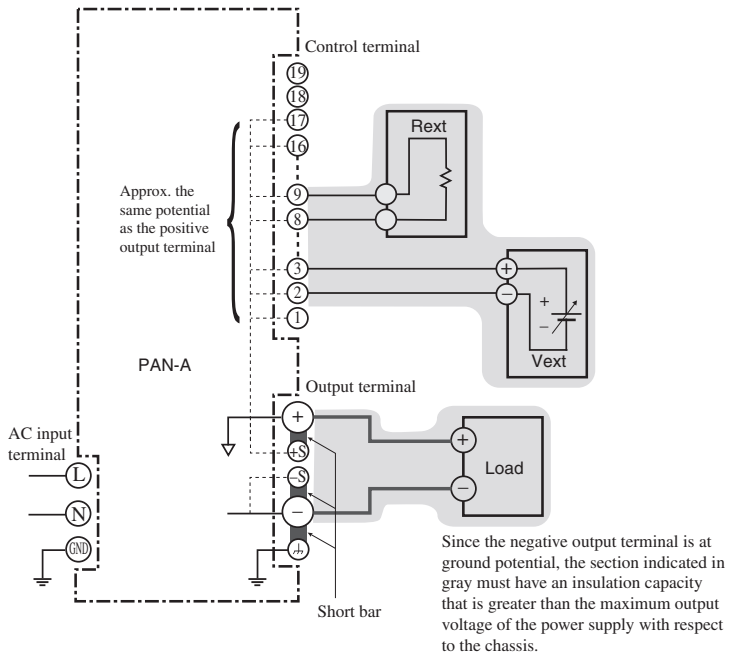 Control terminal
19
18
17
16
Rext
9
8
Approx. the
same potential
as the positive
output terminal
3
+
2
−
+
−
1
Vext
PAN-A
Output terminal
+
AC input
terminal
+S
+
L
−S
Load
−
N
−
GND
Since the negative output terminal is at
ground potential, the section indicated in
gray must have an insulation capacity
that is greater than the maximum output
voltage of the power supply with respect
to the chassis.
Short bar